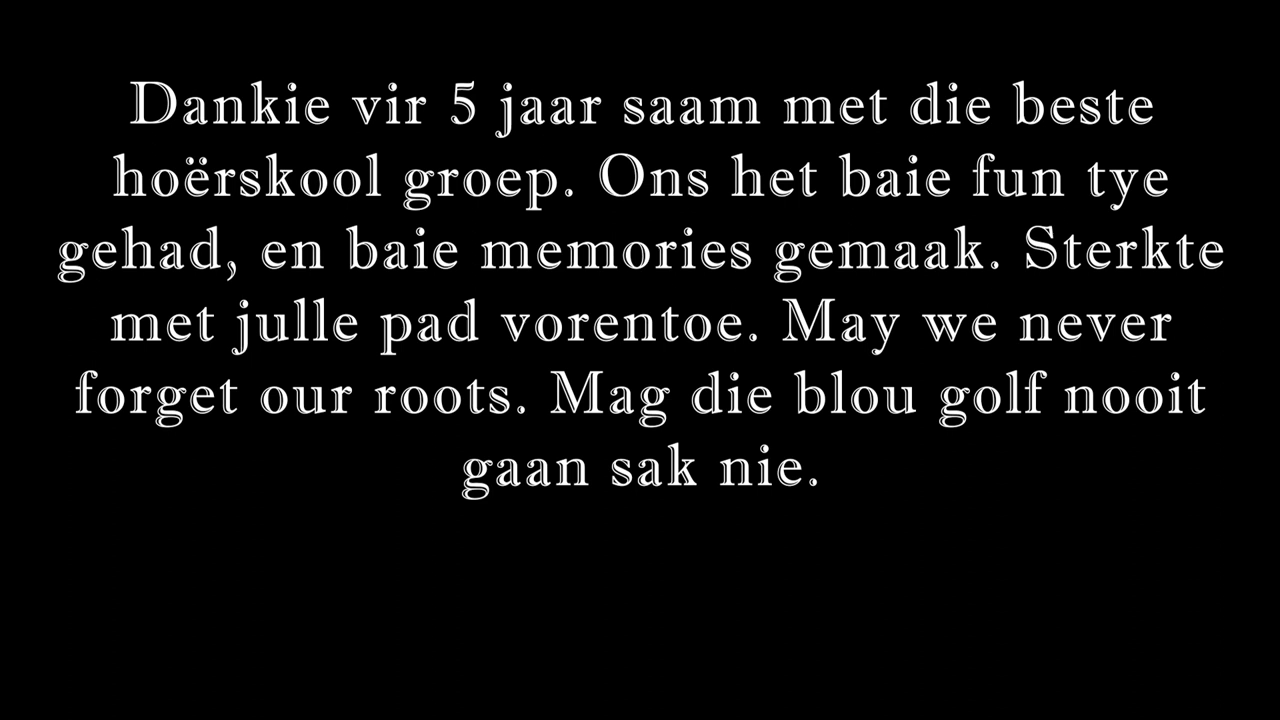 Dankie vir 5 jaar saam met die beste
hoërskool groep. Ons het baie fun tye
gehad, en baie memories gemaak. Sterkte
met julle pad vorentoe. May we never
forget our roots. Mag die blou golf nooit
gaan sak nie.